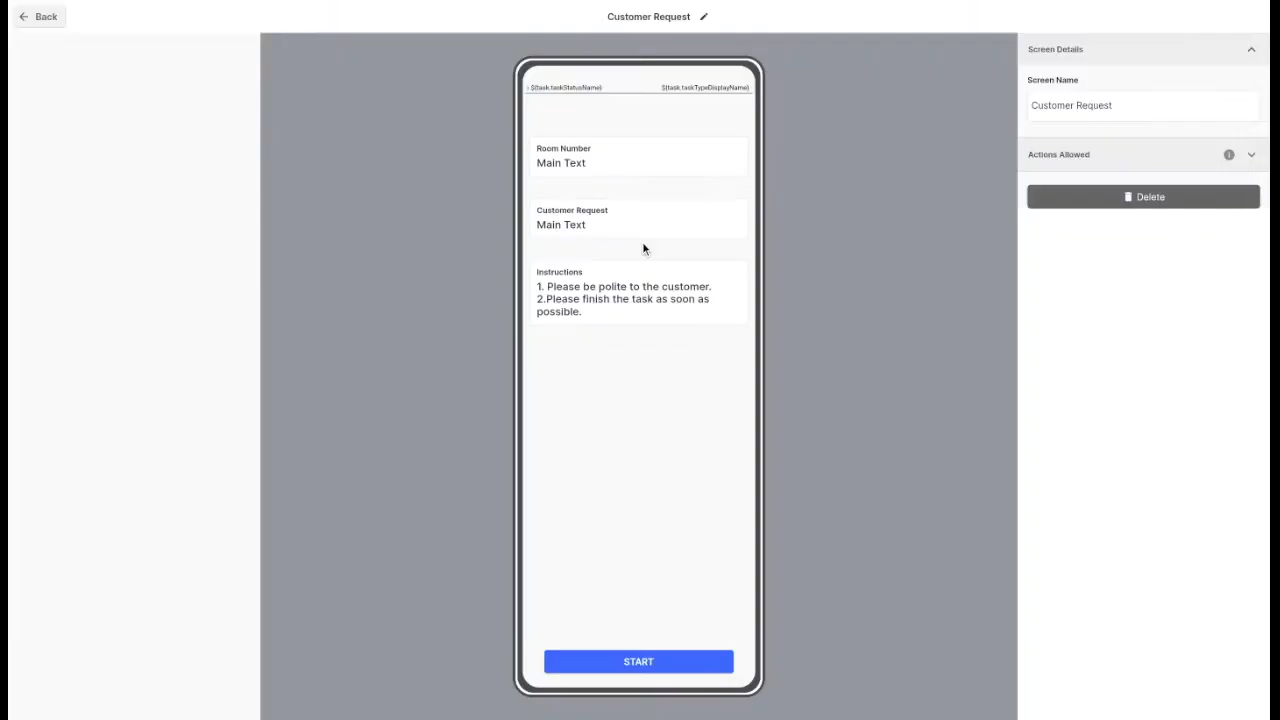 Back
Customer Request
Screen Details
Screen Name
Customer Request
Actions Allowed
Delete
: ${task.taskStatusName} ${task.taskTypeDisplayName}
Room Number
Main Text
Customer Request
Main Text
Instructions
1. Please be polite to the customer.
2.Please finish the task as soon as
possible.
START